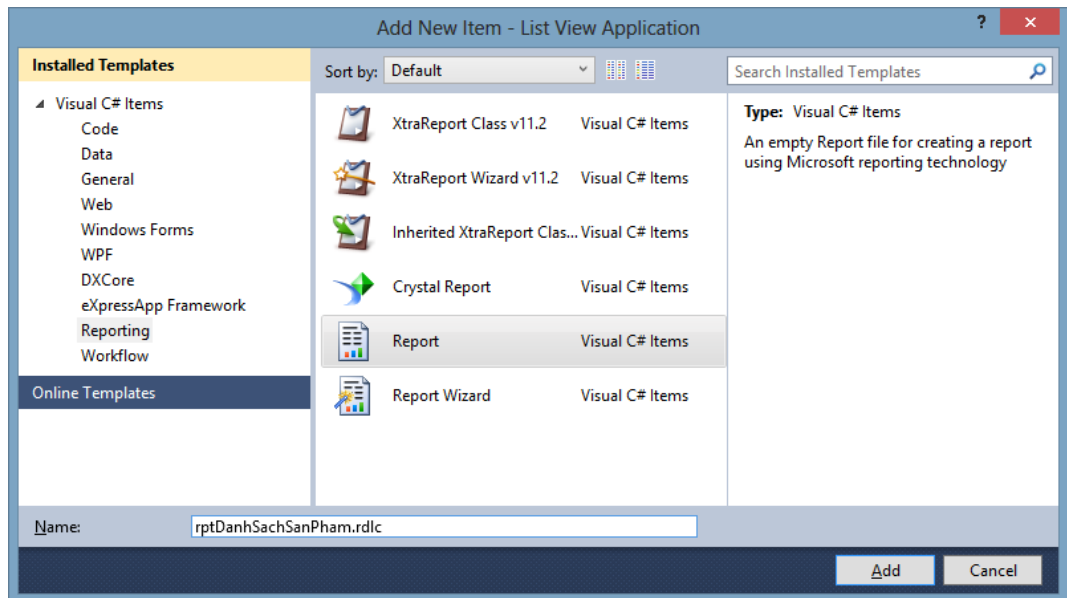 Add New Item - List View Application
?
Installed Templates
Sort by: Default
Search Installed Templates
Visual C# Items
Code
Data
General
Web
Windows Forms
WPF
DXCore
eXpressApp Framework
Reporting
Workflow
Online Templates
XtraReport Class v11.2 Visual C# Items
XtraReport Wizard v11.2 Visual C# Items
Inherited XtraReport Clas... Visual C# Items
Crystal Report Visual C# Items
Report Visual C# Items
Report Wizard Visual C# Items
Type: Visual C# Items
An empty Report file for creating a report
using Microsoft reporting technology
Name: rptDanhSachSanPham.rdlc
Add Cancel